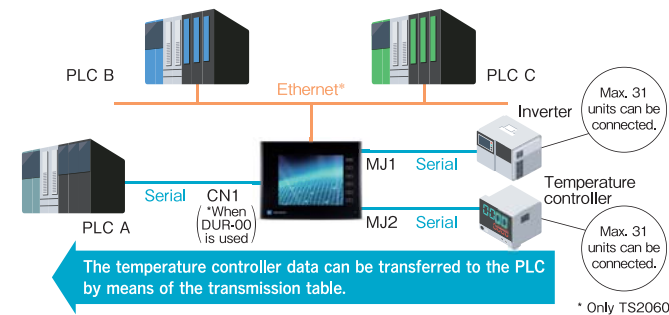 PLC B
PLC C
Ethernet*
Max. 31
units can be
connected.
Inverter
MJ1 Serial
Temperature
controller
Serial
CN1
(*When
DUR-00
is used)
MJ2 Serial
PLC A
Max. 31
units can be
connected.
The temperature controller data can be transferred to the PLC
by means of the transmission table.
* Only TS2060